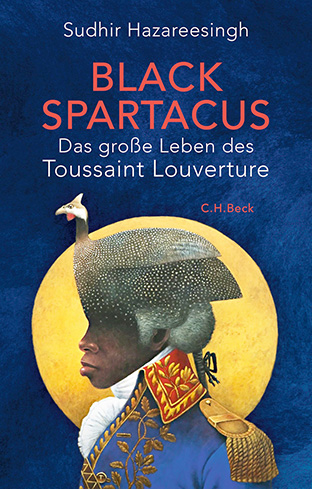 Sudhir Hazareesingh
BLACK
SPARTACUS
Das große Leben des
Toussaint Louverture
C.H.Beck